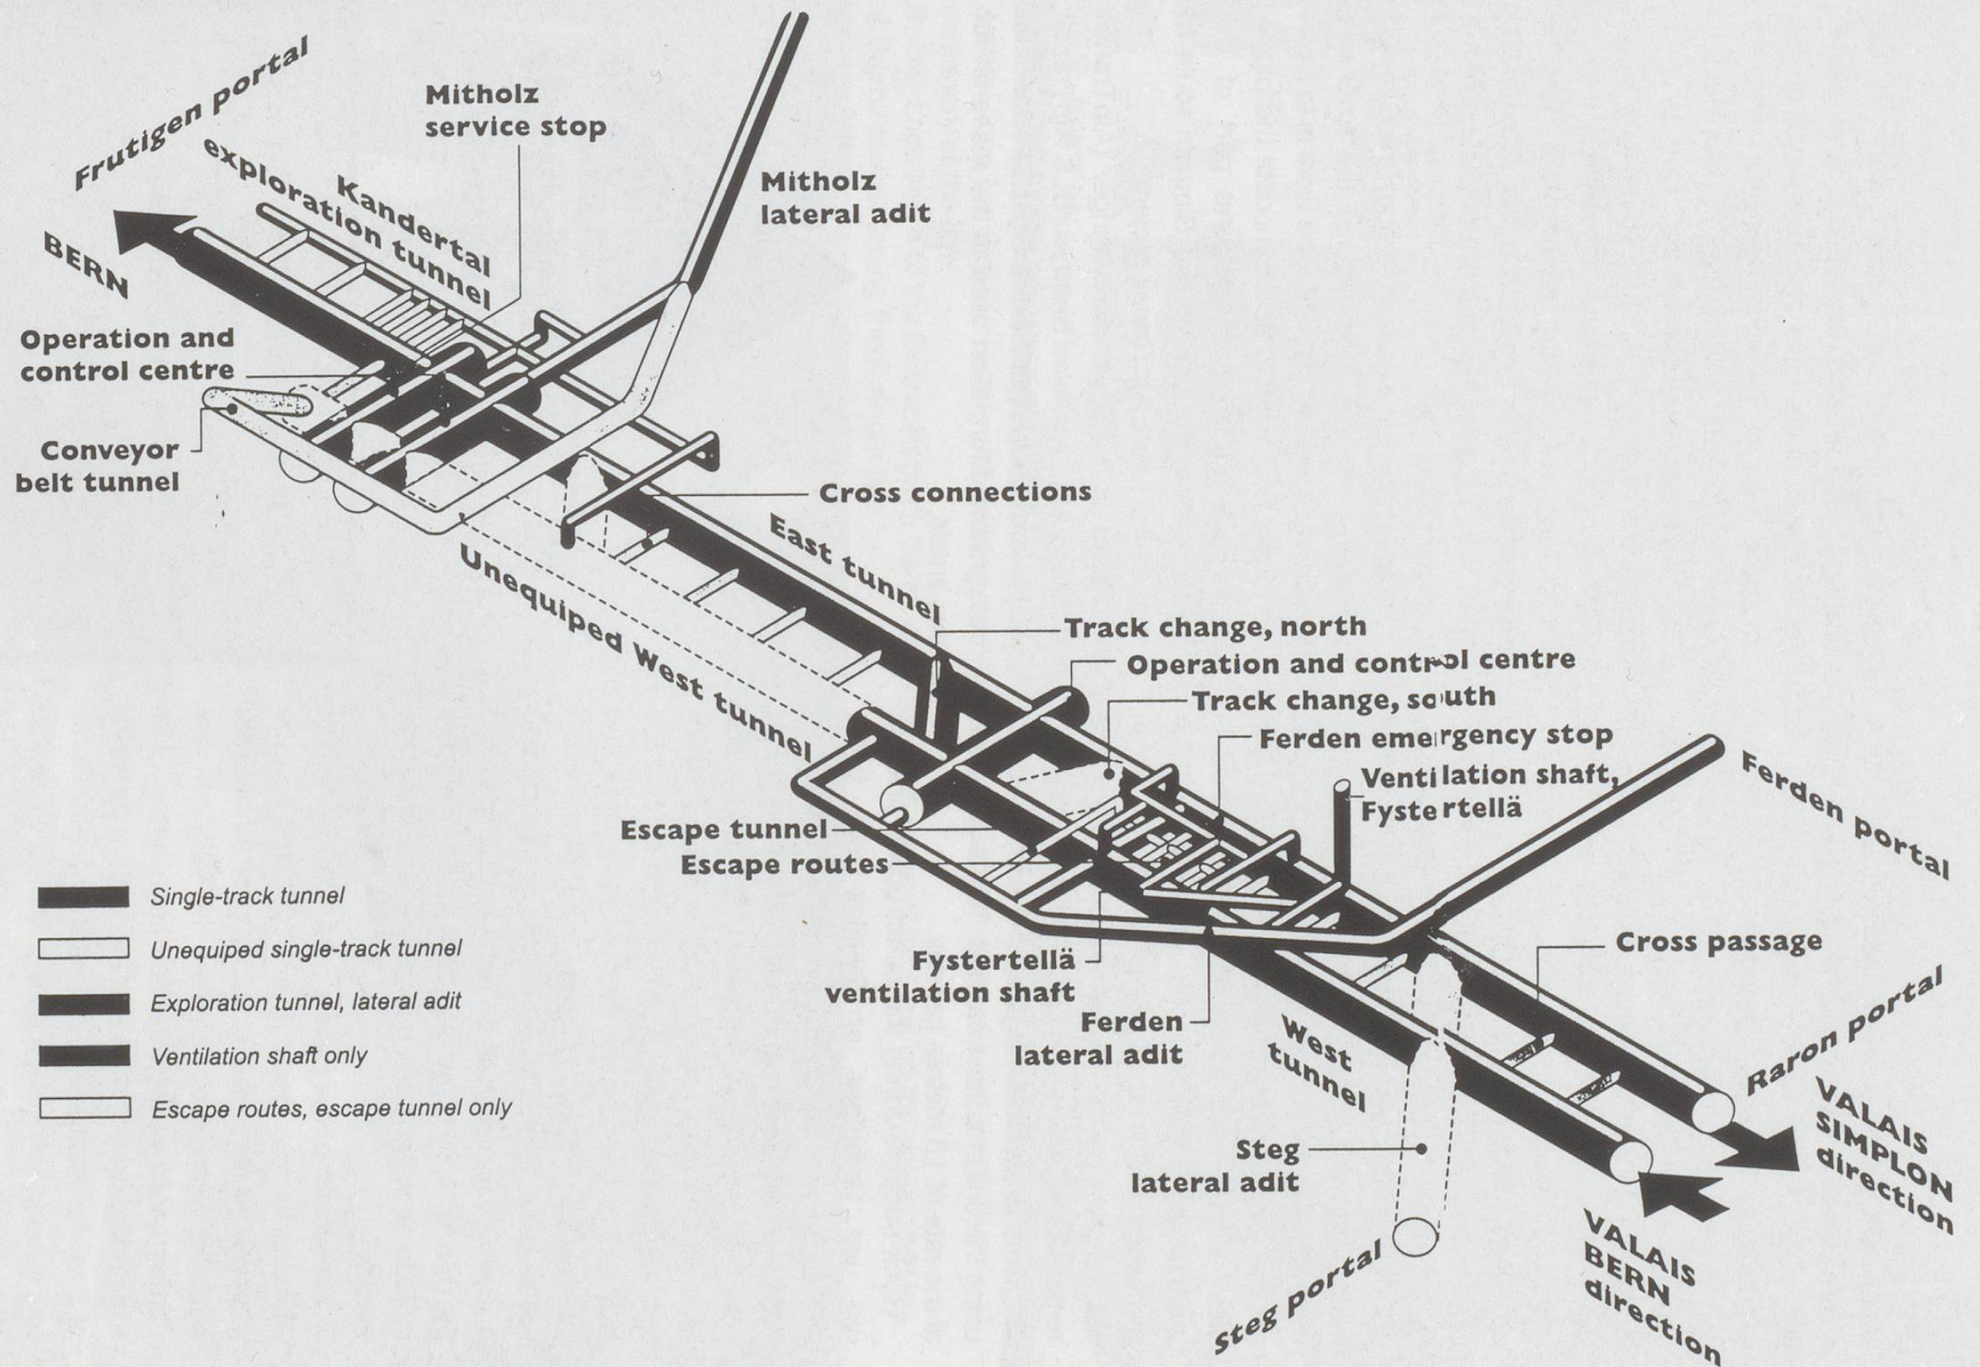 Frutigen portal
BERN
Kandertal
exploration tunnel
Mitholz
service stop
Mitholz
lateral adit
Operation and
control centre
Conveyor
belt tunnel
Cross connections
East tunnel
Unequiped West tunnel
Track change, north
Operation and control centre
Track change, south
Ferden emergency stop
Ventilation shaft,
Fystertellä
Ferden portal
Escape tunnel
Escape routes
Fystertellä
ventilation shaft
Ferden
lateral adit
West
tunnel
Cross passage
Raron portal
VALAIS
SIMPLON
direction
Steg
lateral adit
Steg portal
VALAIS
BERN
direction
Single-track tunnel
Unequiped single-track tunnel
Exploration tunnel, lateral adit
Ventilation shaft only
Escape routes, escape tunnel only